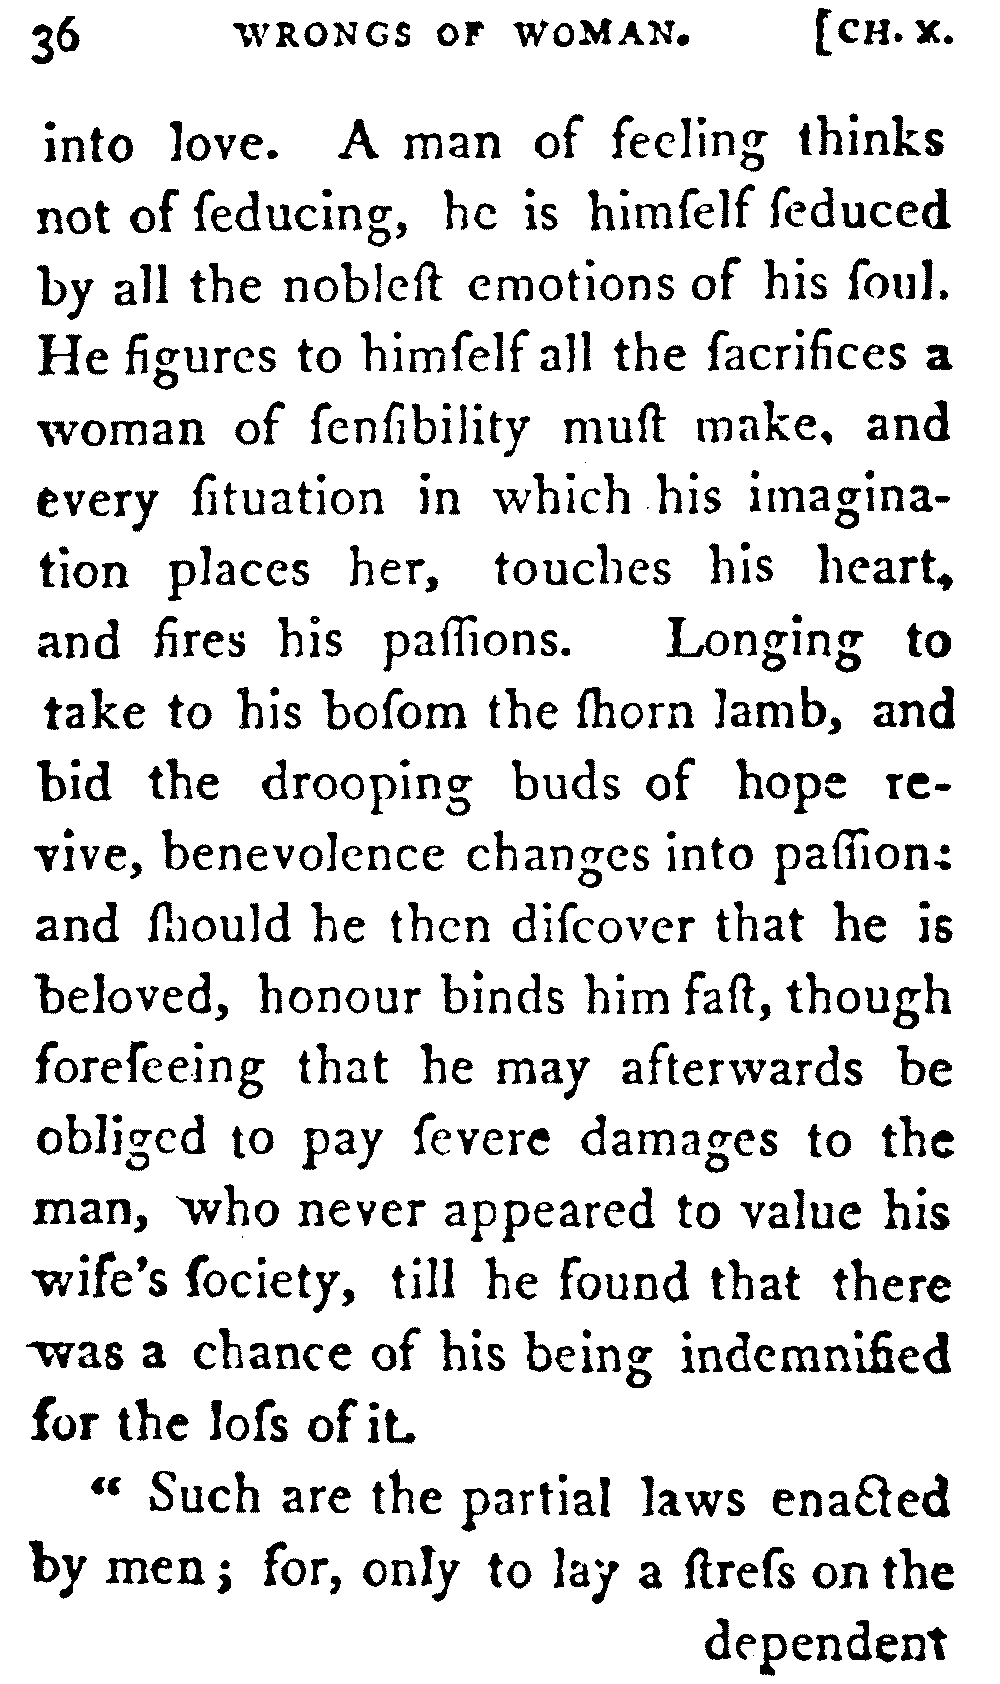 36 WRONGS OF WOMAN. [CH. X.
into love. A man of feeling thinks
not of ſeducing, he is himſelf ſeduced
by all the nobleſt emotions of his ſoul.
He figures to himſelf all the ſacrifices a
woman of ſenſibility muſt make, and
every ſituation in which his imagina-
tion places her, touches his heart,
and fires his paſſions. Longing to
take to his boſom the ſhorn lamb, and
bid the drooping buds of hope re-
vive, benevolence changes into paſſion:
and ſhould he then diſcover that he is
beloved, honour binds him faſt, though
foreſeeing that he may afterwards be
obliged to pay ſevere damages to the
man, who never appeared to value his
wife's ſociety, till he found that there
was a chance of his being indemnified
for the loſs of it.
“ Such are the partial laws enacted
by men; for, only to lay a ſtreſs on the
dependent